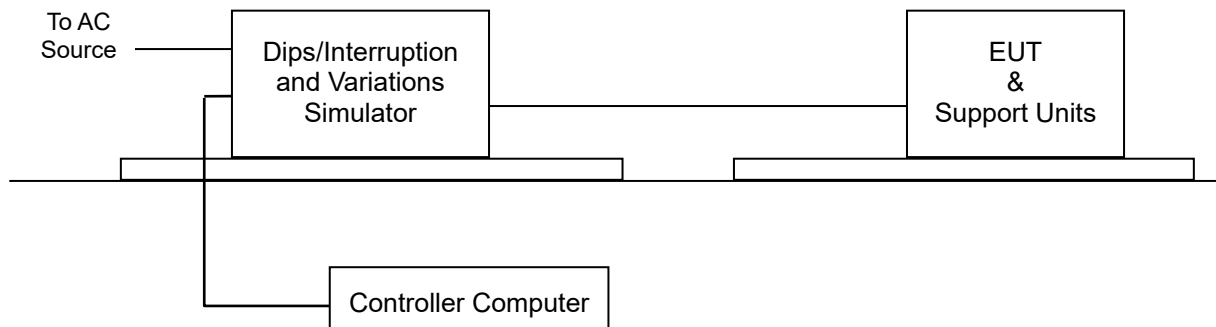 To AC
Source
Dips/Interruption
and Variations
Simulator
EUT
&
Support Units
Controller Computer